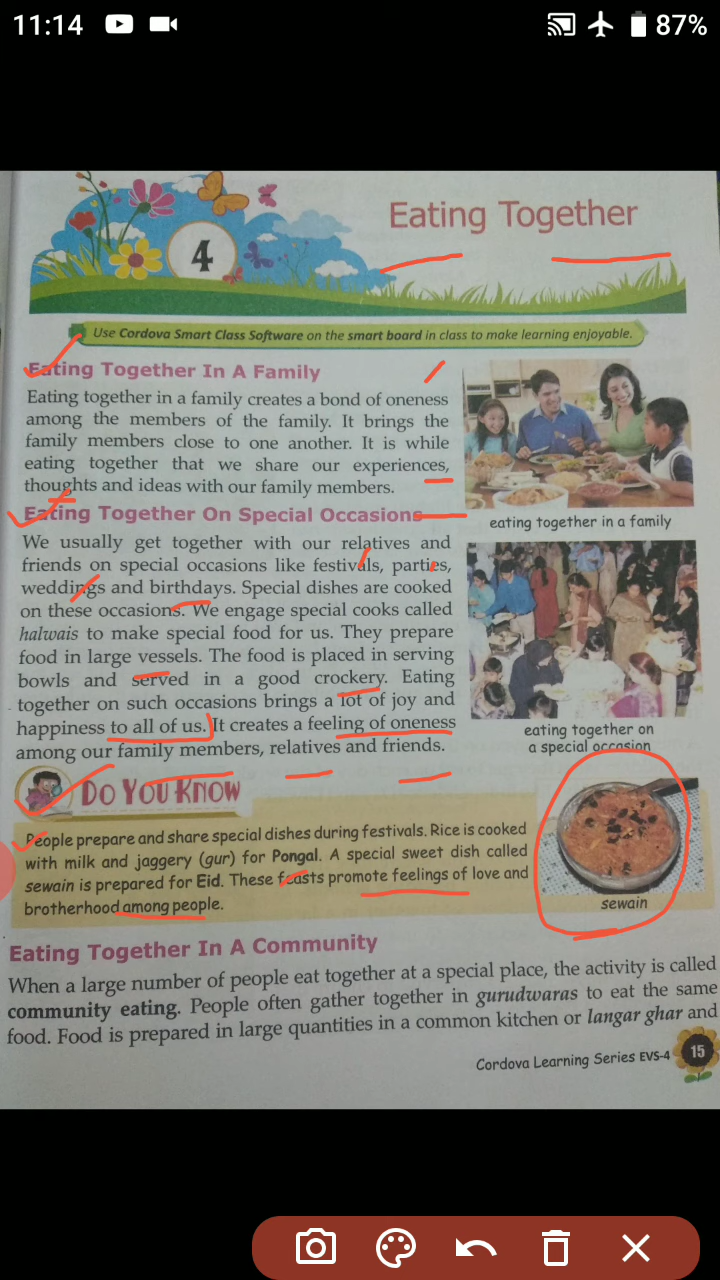 11:14
87%
4
Eating Together
Use Cordova Smart Class Software on the smart board in class to make learning enjoyable.
Eating Together In A Family
Eating together in a family creates a bond of oneness
among the members of the family. It brings the
family members close to one another. It is while
eating together that we share our experiences,
thoughts and ideas with our family members.
eating together in a family
Eating Together On Special Occasions
We usually get together with our relatives and
friends on special occasions like festivals, parties,
weddings and birthdays. Special dishes are cooked
on these occasions. We engage special cooks called
halwais to make special food for us. They prepare
food in large vessels. The food is placed in serving
bowls and served in a good crockery. Eating
together on such occasions brings a lot of joy and
happiness to all of us. It creates a feeling of oneness
among our family members, relatives and friends.
eating together on
a special occasion
DO YOU KNOW
People prepare and share special dishes during festivals. Rice is cooked
with milk and jaggery (gur) for Pongal. A special sweet dish called
sewain is prepared for Eid. These feasts promote feelings of love and
brotherhood among people.
sewain
Eating Together In A Community
When a large number of people eat together at a special place, the activity is called
community eating. People often gather together in gurudwaras to eat the same
food. Food is prepared in large quantities in a common kitchen or langar ghar and
Cordova Learning Series EVS-4
15